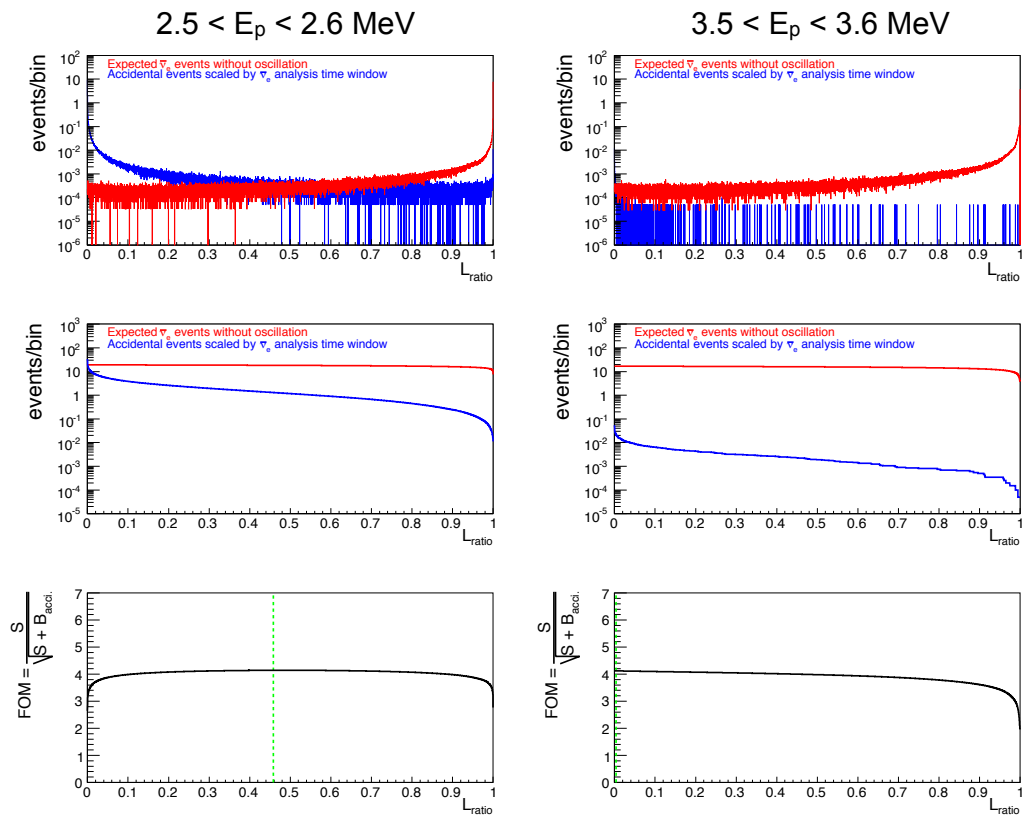 2.5 < Eₚ < 2.6 MeV
3.5 < Eₚ < 3.6 MeV
events/bin
10²
10
1
10⁻¹
10⁻²
10⁻³
10⁻⁴
10⁻⁵
10⁻⁶
Expected ν̅ₑ events without oscillation
Accidental events scaled by ν̅ₑ analysis time window
0 0.1 0.2 0.3 0.4 0.5 0.6 0.7 0.8 0.9 1
L_ratio
events/bin
10²
10
1
10⁻¹
10⁻²
10⁻³
10⁻⁴
10⁻⁵
10⁻⁶
Expected ν̅ₑ events without oscillation
Accidental events scaled by ν̅ₑ analysis time window
0 0.1 0.2 0.3 0.4 0.5 0.6 0.7 0.8 0.9 1
L_ratio
events/bin
10³
10²
10
1
10⁻¹
10⁻²
10⁻³
10⁻⁴
10⁻⁵
Expected ν̅ₑ events without oscillation
Accidental events scaled by ν̅ₑ analysis time window
0 0.1 0.2 0.3 0.4 0.5 0.6 0.7 0.8 0.9 1
L_ratio
events/bin
10³
10²
10
1
10⁻¹
10⁻²
10⁻³
10⁻⁴
10⁻⁵
Expected ν̅ₑ events without oscillation
Accidental events scaled by ν̅ₑ analysis time window
0 0.1 0.2 0.3 0.4 0.5 0.6 0.7 0.8 0.9 1
L_ratio
FOM = S / √S + B_acci.
7
6
5
4
3
2
1
0
0 0.1 0.2 0.3 0.4 0.5 0.6 0.7 0.8 0.9 1
L_ratio
FOM = S / √S + B_acci.
7
6
5
4
3
2
1
0
0 0.1 0.2 0.3 0.4 0.5 0.6 0.7 0.8 0.9 1
L_ratio